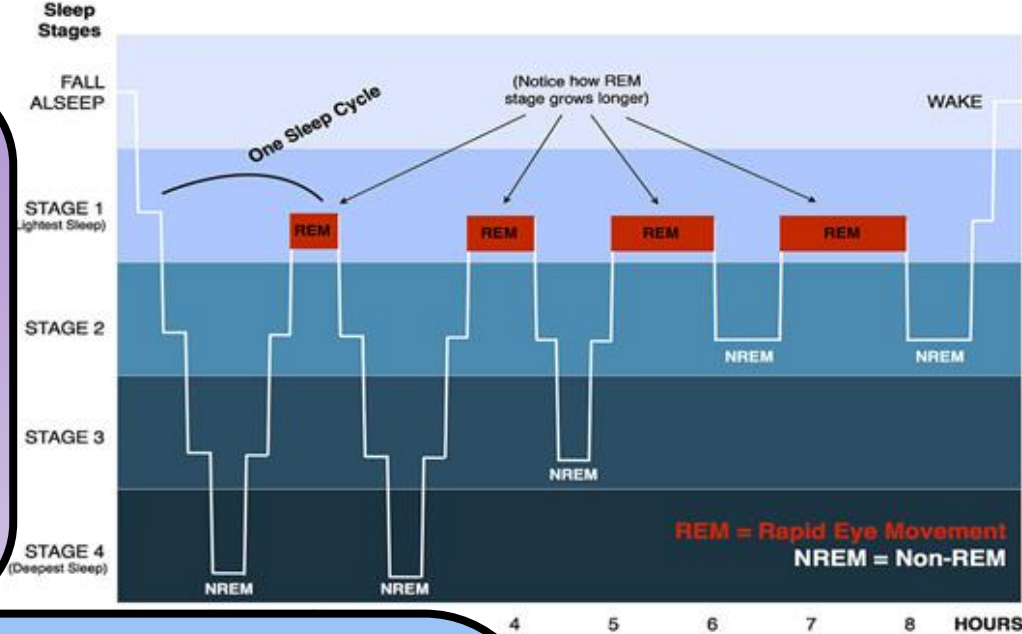 Sleep
Stages
FALL
ALSEEP
One Sleep Cycle
(Notice how REM
stage grows longer)
WAKE
STAGE 1
Lightest Sleep)
REM
REM
REM
REM
STAGE 2
NREM
NREM
STAGE 3
NREM
REM = Rapid Eye Movement
NREM = Non-REM
STAGE 4
(Deepest Sleep)
NREM
NREM
4 5 6 7 8 HOURS